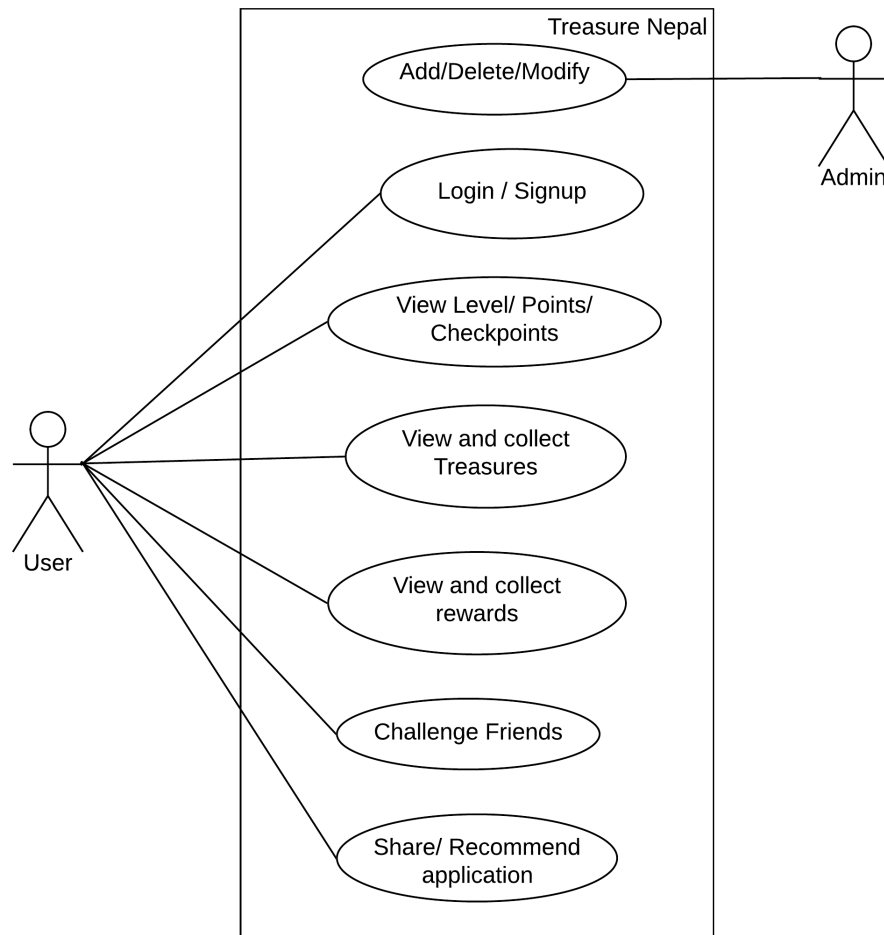 Treasure Nepal
Add/Delete/Modify
Admin
Login / Signup
View Level/ Points/
Checkpoints
View and collect
Treasures
User
View and collect
rewards
Challenge Friends
Share/ Recommend
application